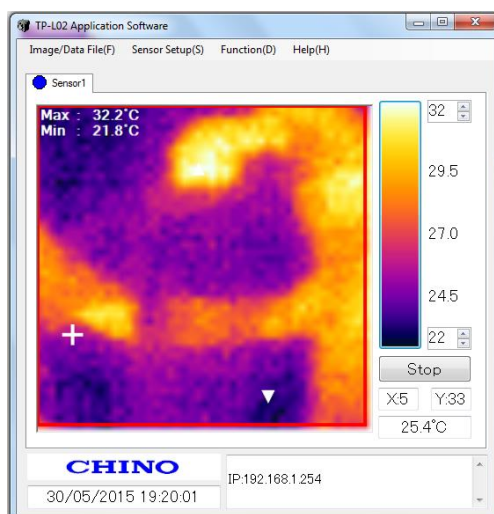 TP-L02 Application Software
Image/Data File(F) Sensor Setup(S) Function(D) Help(H)
Sensor1
Max : 32.2°C
Min : 21.8°C
32
29.5
27.0
24.5
22
Stop
X:5 Y:33
25.4°C
CHINO
IP:192.168.1.254
30/05/2015 19:20:01